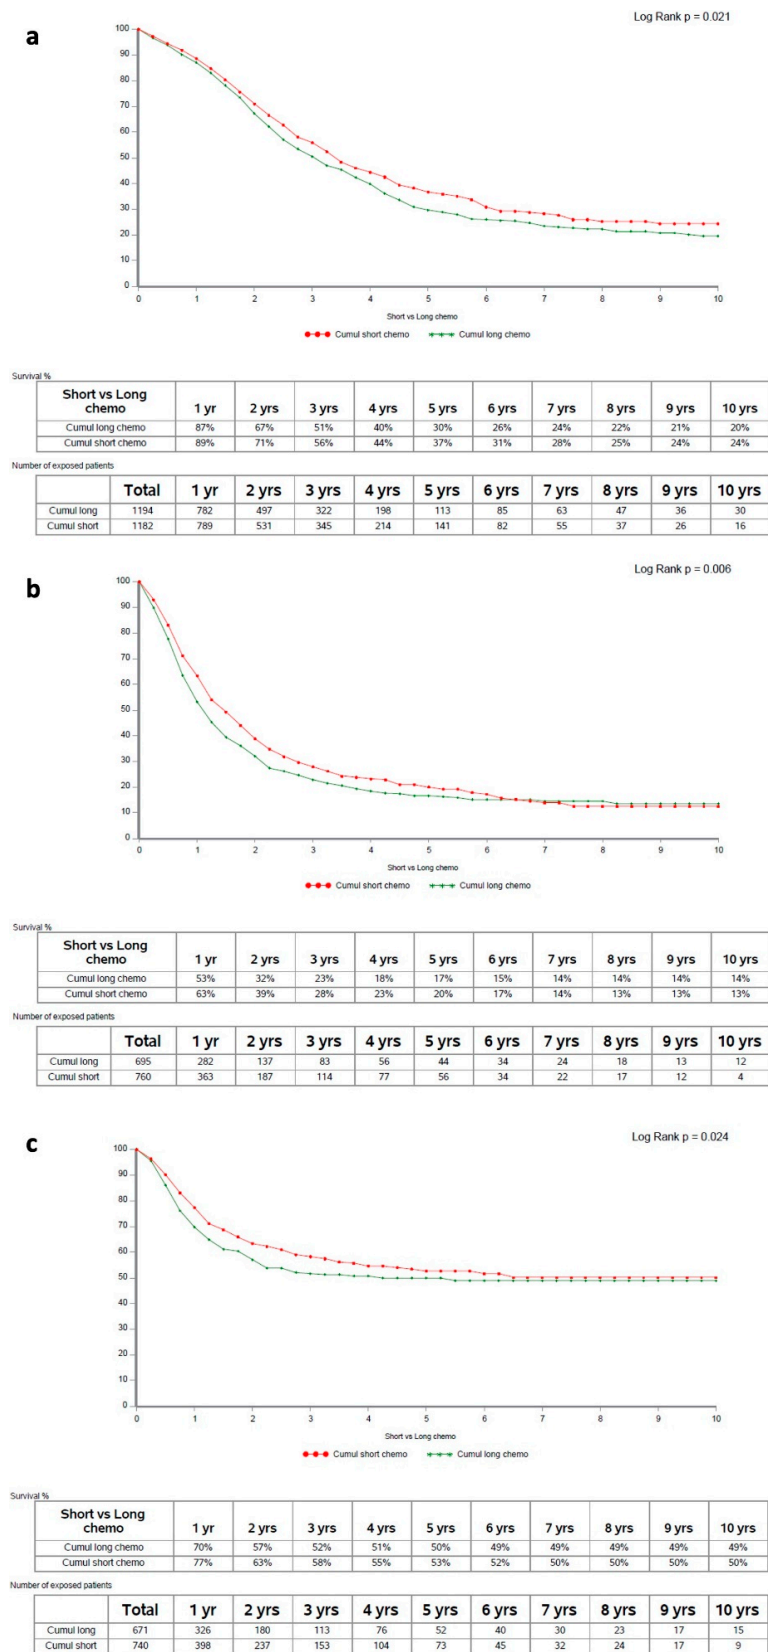 a
Log Rank p = 0.021
100
90
80
70
60
50
40
30
20
10
0
0 1 2 3 4 5 6 7 8 9 10
Short vs Long chemo
Cumul short chemo Cumul long chemo
Survival %
Short vs Long chemo 1 yr 2 yrs 3 yrs 4 yrs 5 yrs 6 yrs 7 yrs 8 yrs 9 yrs 10 yrs
Cumul long chemo 87% 67% 51% 40% 30% 26% 24% 22% 21% 20%
Cumul short chemo 89% 71% 56% 44% 37% 31% 28% 25% 24% 24%
Number of exposed patients
Total 1 yr 2 yrs 3 yrs 4 yrs 5 yrs 6 yrs 7 yrs 8 yrs 9 yrs 10 yrs
Cumul long 1194 782 497 322 198 113 85 63 47 36 30
Cumul short 1182 789 531 345 214 141 82 55 37 26 16
b
Log Rank p = 0.006
100
90
80
70
60
50
40
30
20
10
0
0 1 2 3 4 5 6 7 8 9 10
Short vs Long chemo
Cumul short chemo Cumul long chemo
Survival %
Short vs Long chemo 1 yr 2 yrs 3 yrs 4 yrs 5 yrs 6 yrs 7 yrs 8 yrs 9 yrs 10 yrs
Cumul long chemo 53% 32% 23% 18% 17% 15% 14% 14% 14% 14%
Cumul short chemo 63% 39% 28% 23% 20% 17% 14% 13% 13% 13%
Number of exposed patients
Total 1 yr 2 yrs 3 yrs 4 yrs 5 yrs 6 yrs 7 yrs 8 yrs 9 yrs 10 yrs
Cumul long 695 282 137 83 56 44 34 24 18 13 12
Cumul short 760 363 187 114 77 56 34 22 17 12 4
c
Log Rank p = 0.024
100
90
80
70
60
50
40
30
20
10
0
0 1 2 3 4 5 6 7 8 9 10
Short vs Long chemo
Cumul short chemo Cumul long chemo
Survival %
Short vs Long chemo 1 yr 2 yrs 3 yrs 4 yrs 5 yrs 6 yrs 7 yrs 8 yrs 9 yrs 10 yrs
Cumul long chemo 70% 57% 52% 51% 50% 49% 49% 49% 49% 49%
Cumul short chemo 77% 63% 58% 55% 53% 52% 50% 50% 50% 50%
Number of exposed patients
Total 1 yr 2 yrs 3 yrs 4 yrs 5 yrs 6 yrs 7 yrs 8 yrs 9 yrs 10 yrs
Cumul long 671 326 180 113 76 52 40 30 23 17 15
Cumul short 740 398 237 153 104 73 45 32 24 17 9